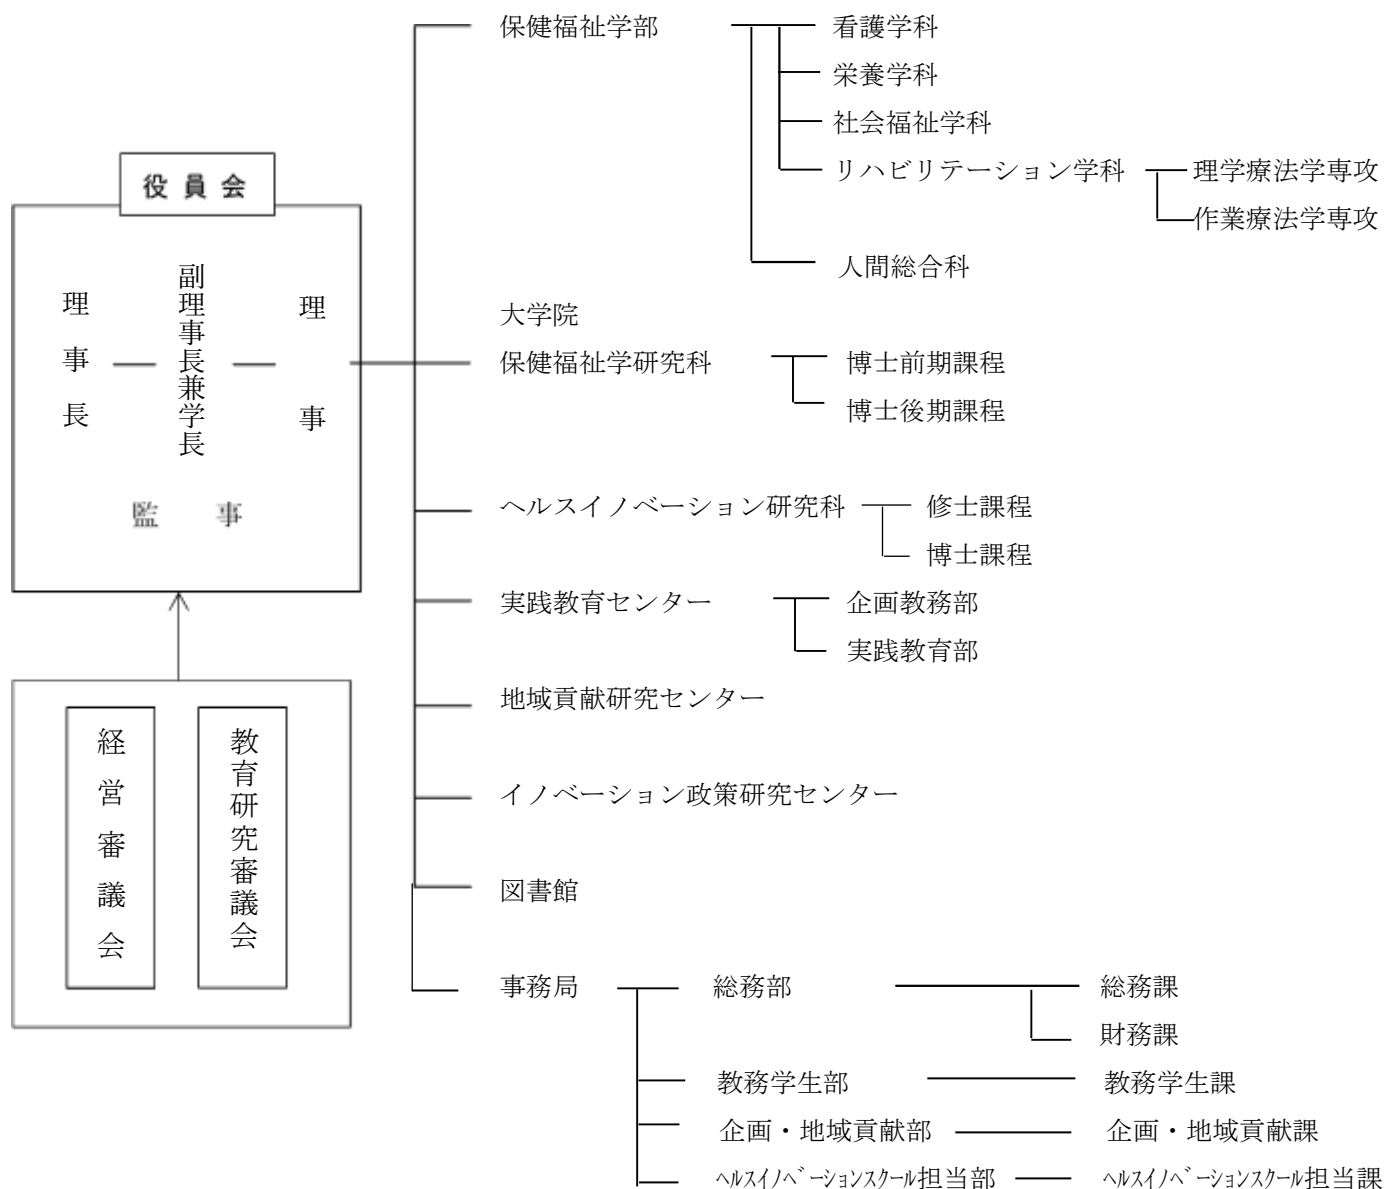 役員会
理事長
副理事長兼学長
理事
監事
経営審議会
教育研究審議会
保健福祉学部
看護学科
栄養学科
社会福祉学科
リハビリテーション学科
理学療法学専攻
作業療法学専攻
人間総合科
大学院
保健福祉学研究科
博士前期課程
博士後期課程
ヘルスイノベーション研究科
修士課程
博士課程
実践教育センター
企画教務部
実践教育部
地域貢献研究センター
イノベーション政策研究センター
図書館
事務局
総務部
総務課
財務課
教務学生部
教務学生課
企画・地域貢献部
企画・地域貢献課
ﾍﾙｽｲﾉﾍﾞｰｼｮﾝｽｸｰﾙ担当部
ﾍﾙｽｲﾉﾍﾞｰｼｮﾝｽｸｰﾙ担当課